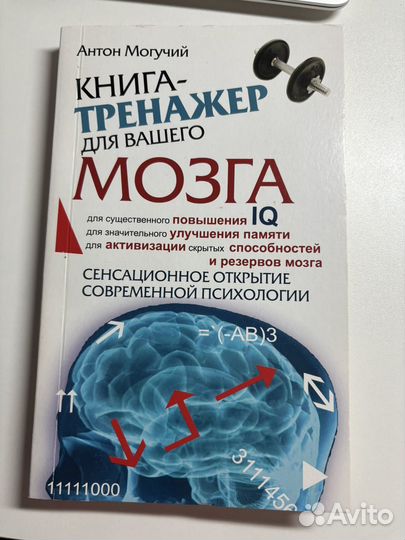 Антон Могучий
КНИГА-
ТРЕНАЖЕР
ДЛЯ ВАШЕГО
МОЗГА
для существенного повышения IQ
для значительного улучшения памяти
для активизации скрытых способностей
и резервов мозга
СЕНСАЦИОННОЕ ОТКРЫТИЕ
СОВРЕМЕННОЙ ПСИХОЛОГИИ
=`(-AB)3
11111000
3111456
Avito